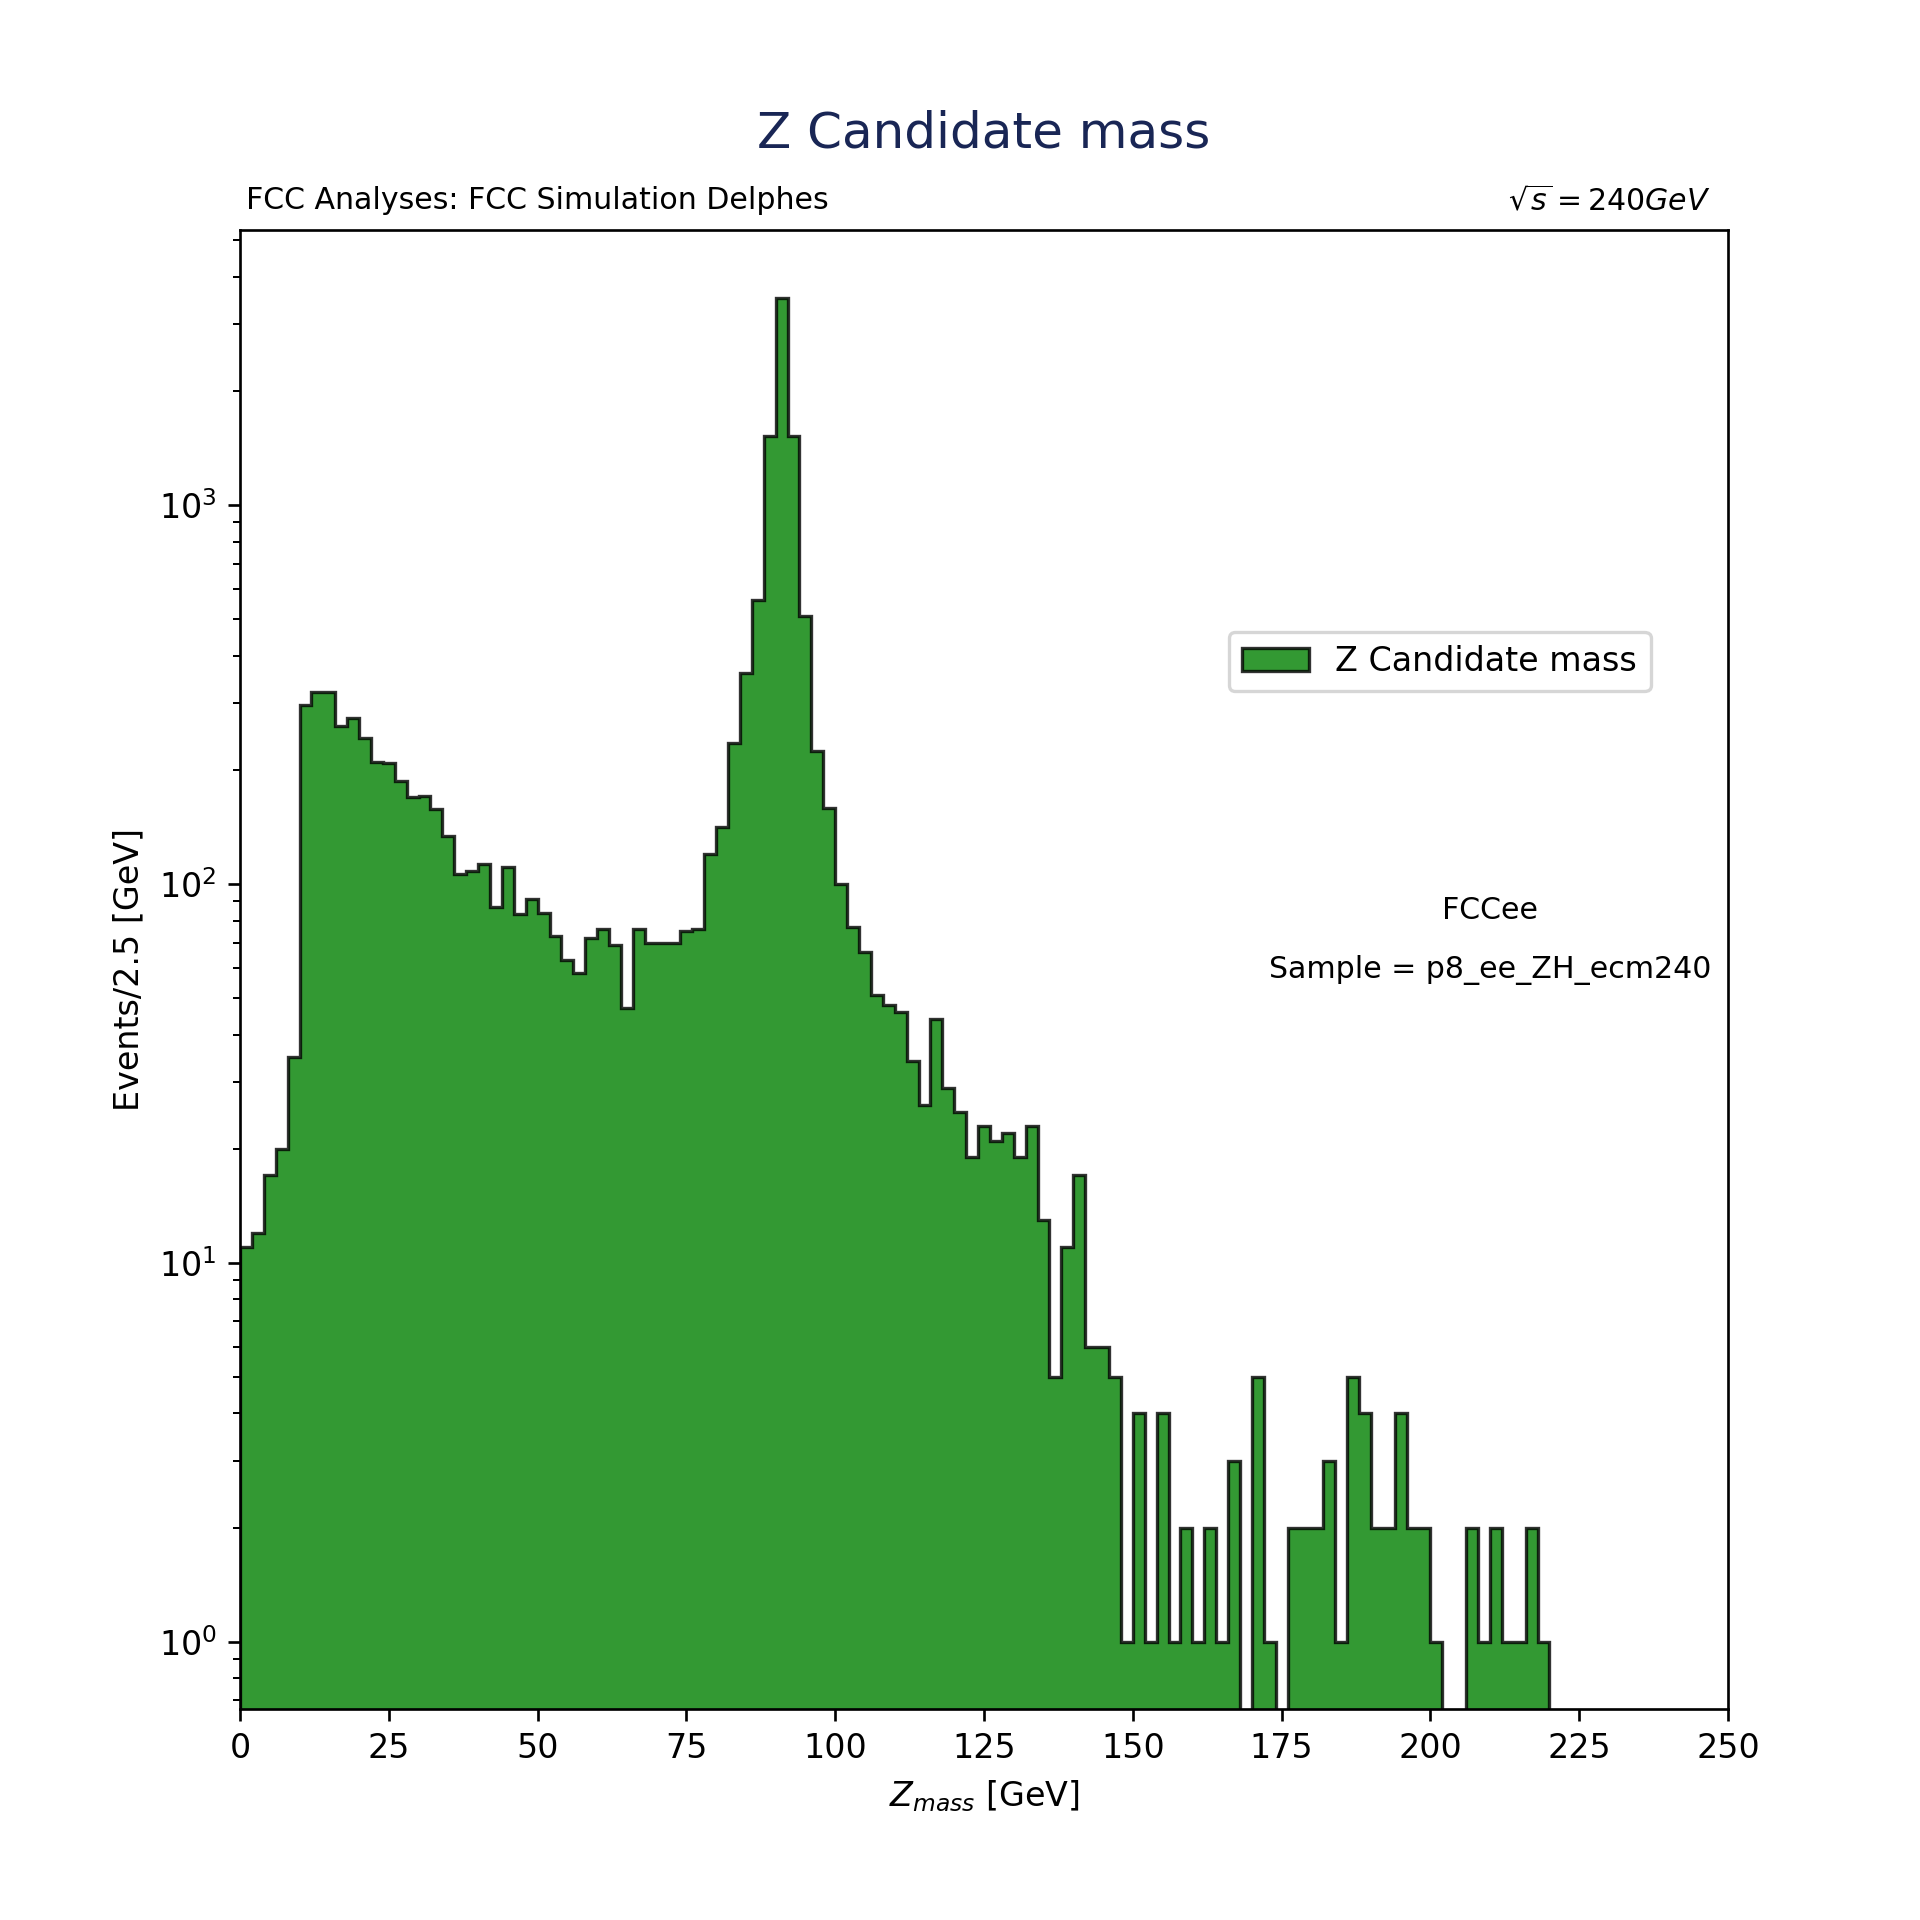 Z Candidate mass
FCC Analyses: FCC Simulation Delphes
√s = 240GeV
10³
Z Candidate mass
10²
FCCee
Sample = p8_ee_ZH_ecm240
Events/2.5 [GeV]
10¹
10⁰
0 25 50 75 100 125 150 175 200 225 250
Z_mass [GeV]